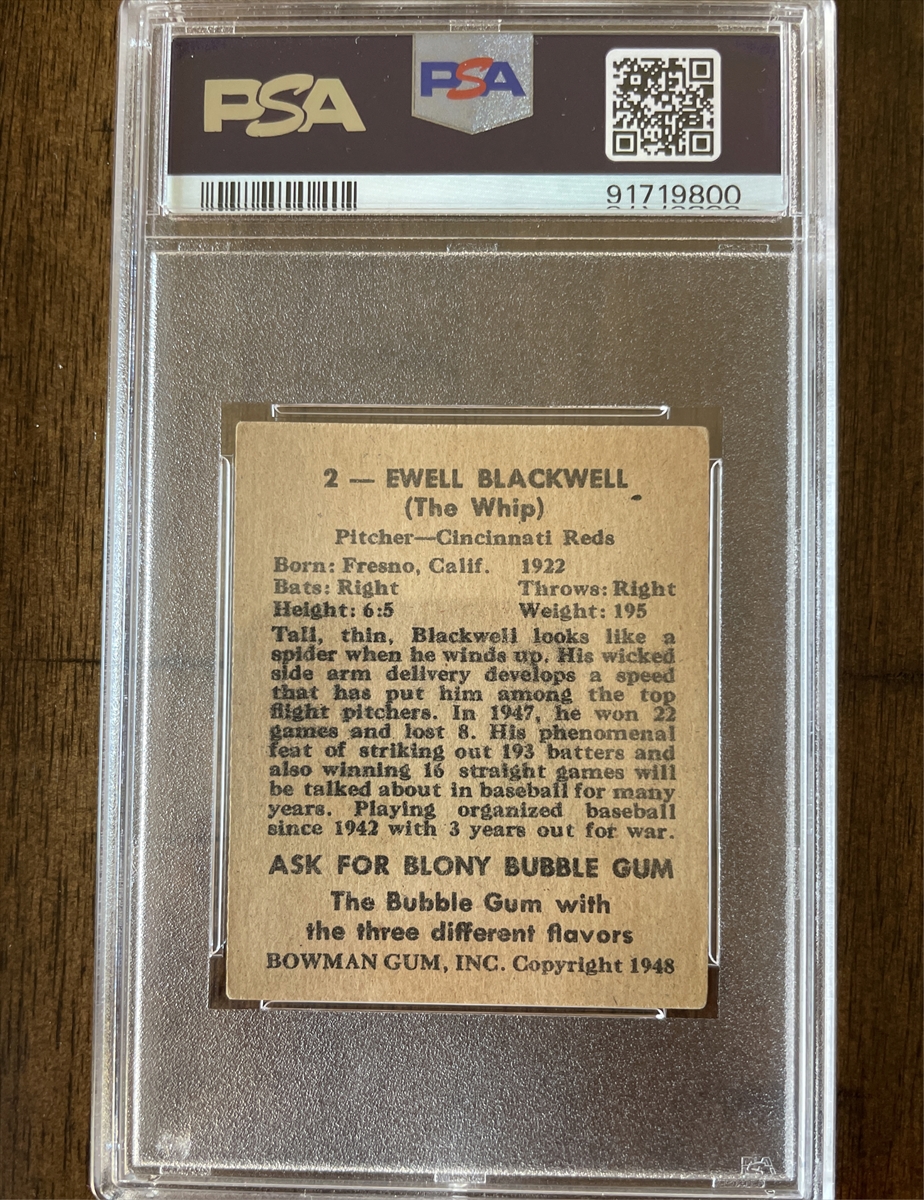 PSA
PSA
91719800
2 — EWELL BLACKWELL
(The Whip)
Pitcher—Cincinnati Reds
Born: Fresno, Calif. 1922
Bats: Right Throws: Right
Height: 6:5 Weight: 195
Tall, thin, Blackwell looks like a
spider when he winds up. His wicked
side arm delivery develops a speed
that has put him among the top
flight pitchers. In 1947, he won 22
games and lost 8. His phenomenal
feat of striking out 193 batters and
also winning 16 straight games will
be talked about in baseball for many
years. Playing organized baseball
since 1942 with 3 years out for war.
ASK FOR BLONY BUBBLE GUM
The Bubble Gum with
the three different flavors
BOWMAN GUM, INC. Copyright 1948
PSA